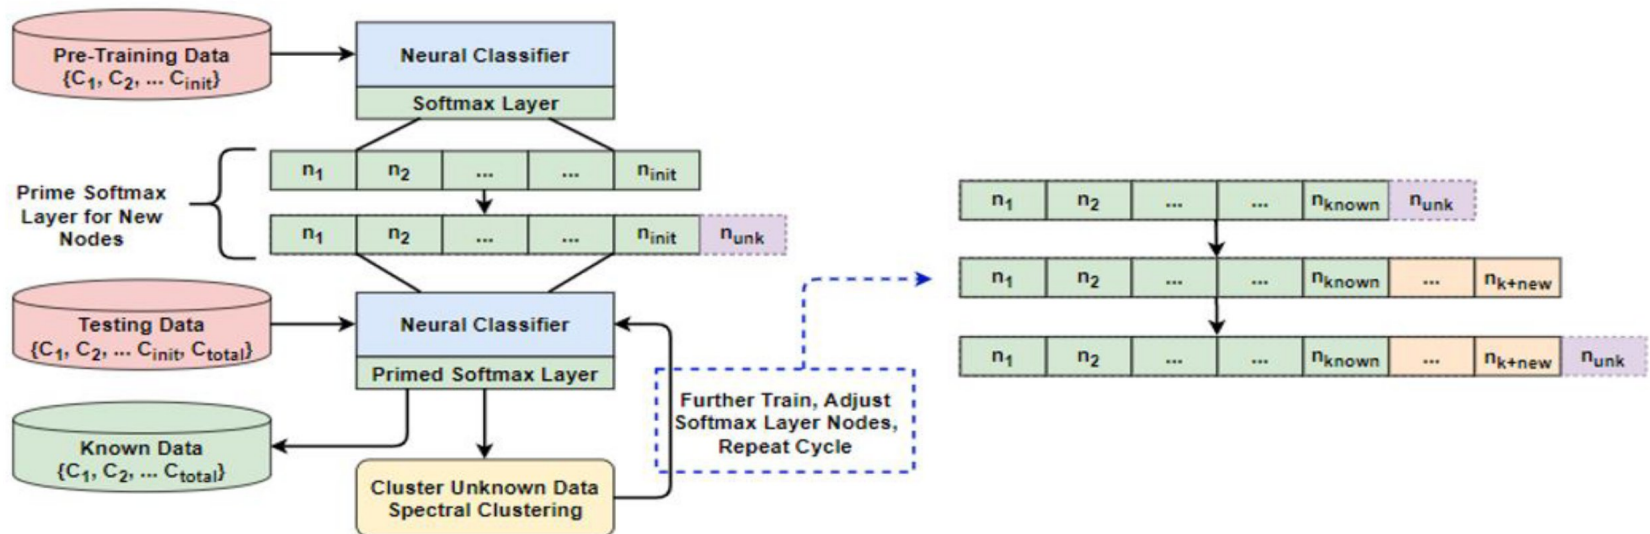 Pre-Training Data
{C1, C2, ... Cinit}
Neural Classifier
Softmax Layer
Prime Softmax
Layer for New
Nodes
n1 n2 ... ... ninit
n1 n2 ... ... ninit nunk
Testing Data
{C1, C2, ... Cinit, Ctotal}
Neural Classifier
Primed Softmax Layer
Known Data
{C1, C2, ... Ctotal}
Cluster Unknown Data
Spectral Clustering
Further Train, Adjust
Softmax Layer Nodes,
Repeat Cycle
n1 n2 ... ... nknown nunk
n1 n2 ... ... nknown ... nk+new
n1 n2 ... ... nknown ... nk+new nunk